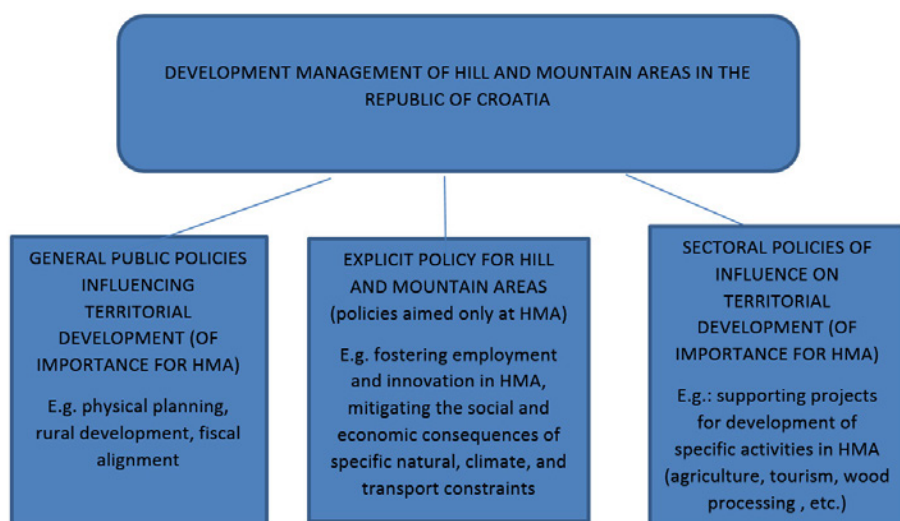 DEVELOPMENT MANAGEMENT OF HILL AND MOUNTAIN AREAS IN THE
REPUBLIC OF CROATIA
GENERAL PUBLIC POLICIES
INFLUENCING
TERRITORIAL
DEVELOPMENT (OF
IMPORTANCE FOR HMA)
E.g. physical planning,
rural development, fiscal
alignment
EXPLICIT POLICY FOR HILL
AND MOUNTAIN AREAS
(policies aimed only at HMA)
E.g. fostering employment
and innovation in HMA,
mitigating the social and
economic consequences of
specific natural, climate, and
transport constraints
SECTORAL POLICIES OF
INFLUENCE ON
TERRITORIAL
DEVELOPMENT (OF
IMPORTANCE FOR HMA)
E.g.: supporting projects
for development of
specific activities in HMA
(agriculture, tourism, wood
processing , etc.)